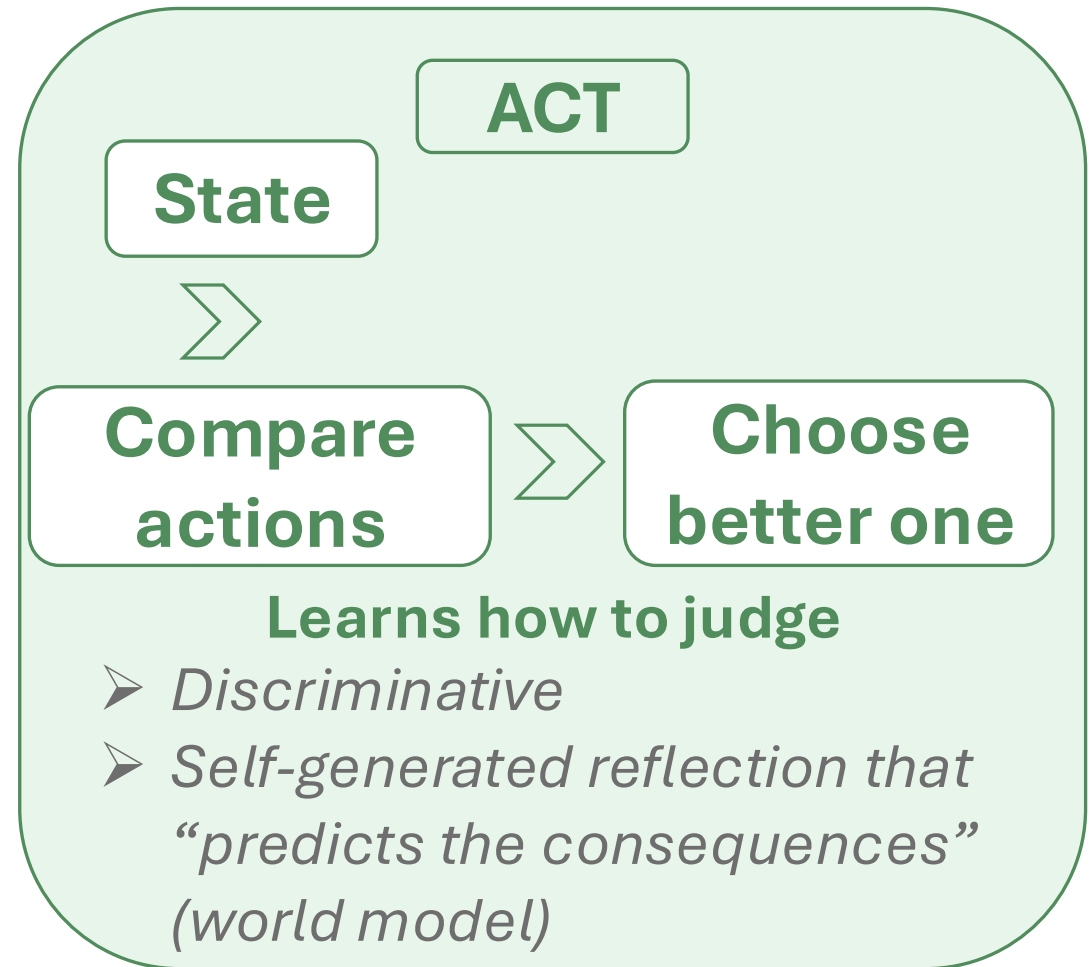 ACT
State
Compare
actions
Choose
better one
Learns how to judge
Discriminative
Self-generated reflection that
“predicts the consequences”
(world model)